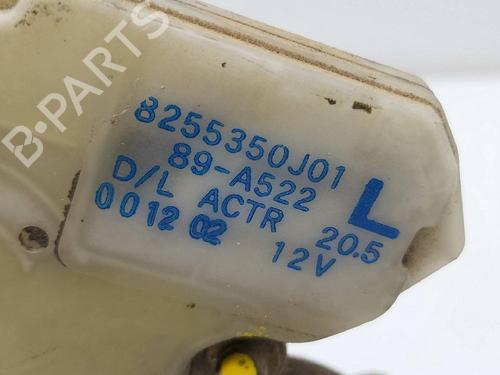 B-PARTS
8255350J01
89-A522
D/L ACTR 20.5
001202 12V
L